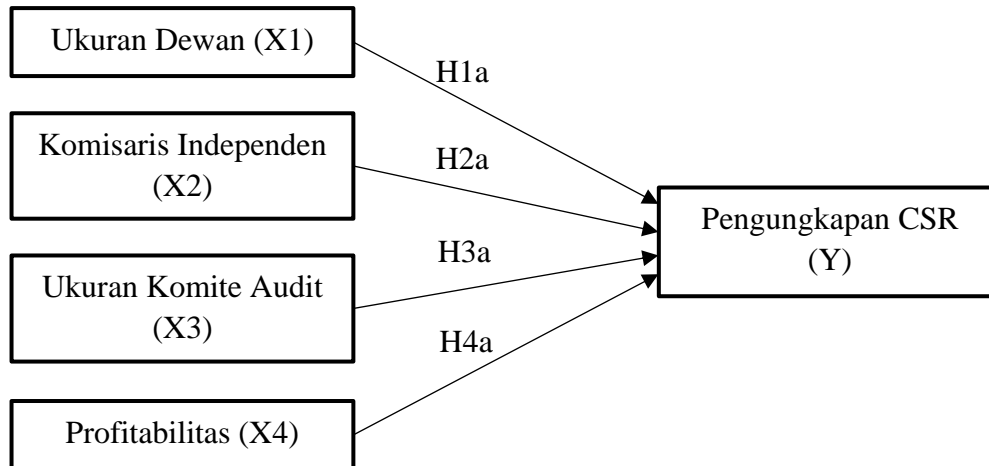 Ukuran Dewan (X1)
H1a
Komisaris Independen
(X2)
H2a
Pengungkapan CSR
(Y)
H3a
Ukuran Komite Audit
(X3)
H4a
Profitabilitas (X4)